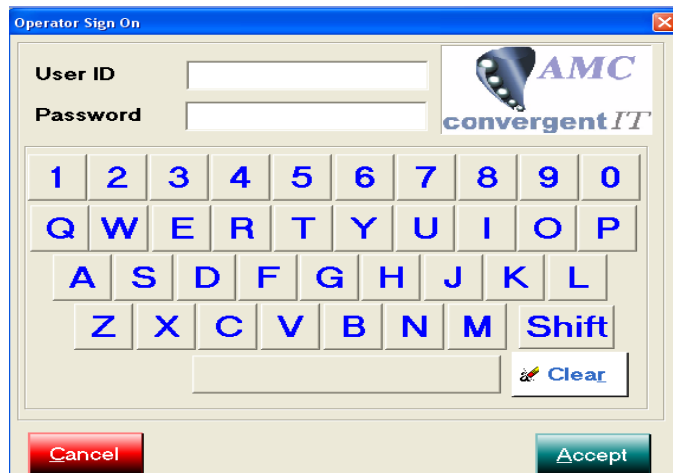 Operator Sign On
User ID
AMC
Password
convergent IT
1 2 3 4 5 6 7 8 9 0
Q W E R T Y U I O P
A S D F G H J K L
Z X C V B N M Shift
Clear
Cancel Accept